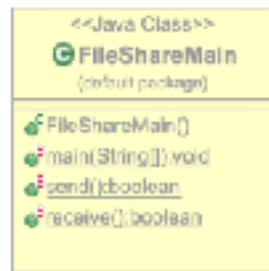 <<Java Class>>
FileShareMain
(default package)
FileShareMain()
main(String[]):void
send():boolean
receive():boolean